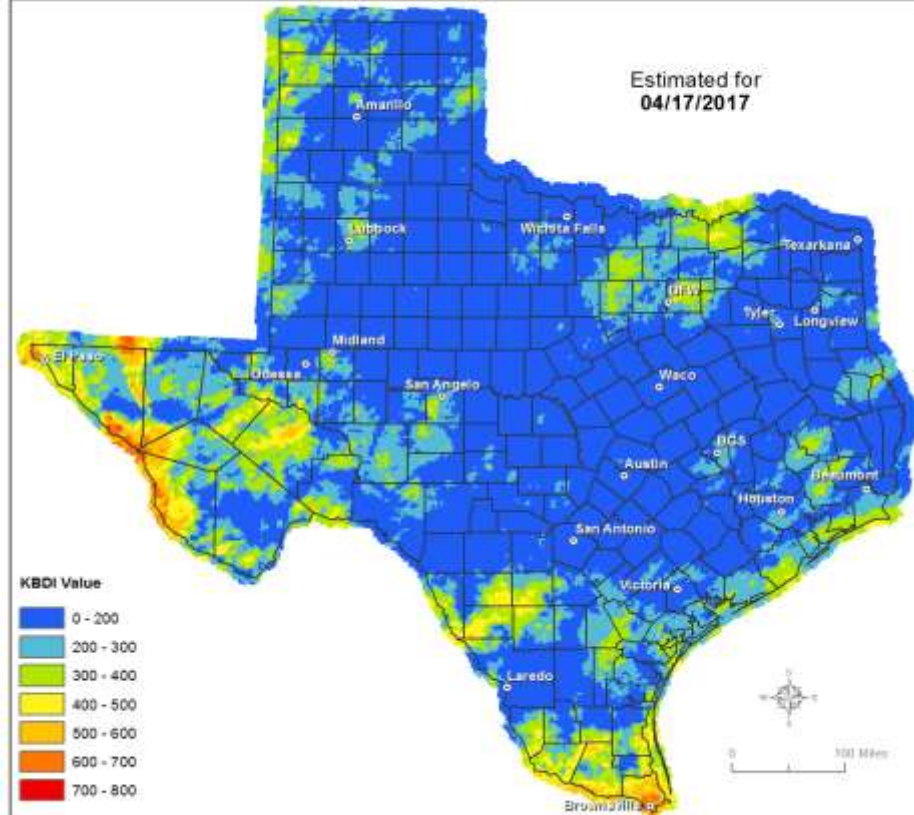 Estimated for
04/17/2017
Amarillo
Lubbock
Wichita Falls
Texarkana
DFW
Tyler
Longview
El Paso
Midland
Odessa
San Angelo
Waco
BCS
Austin
Beaumont
Houston
San Antonio
Victoria
Laredo
Brownsville
KBDI Value
0 - 200
200 - 300
300 - 400
400 - 500
500 - 600
600 - 700
700 - 800
0 100 Miles